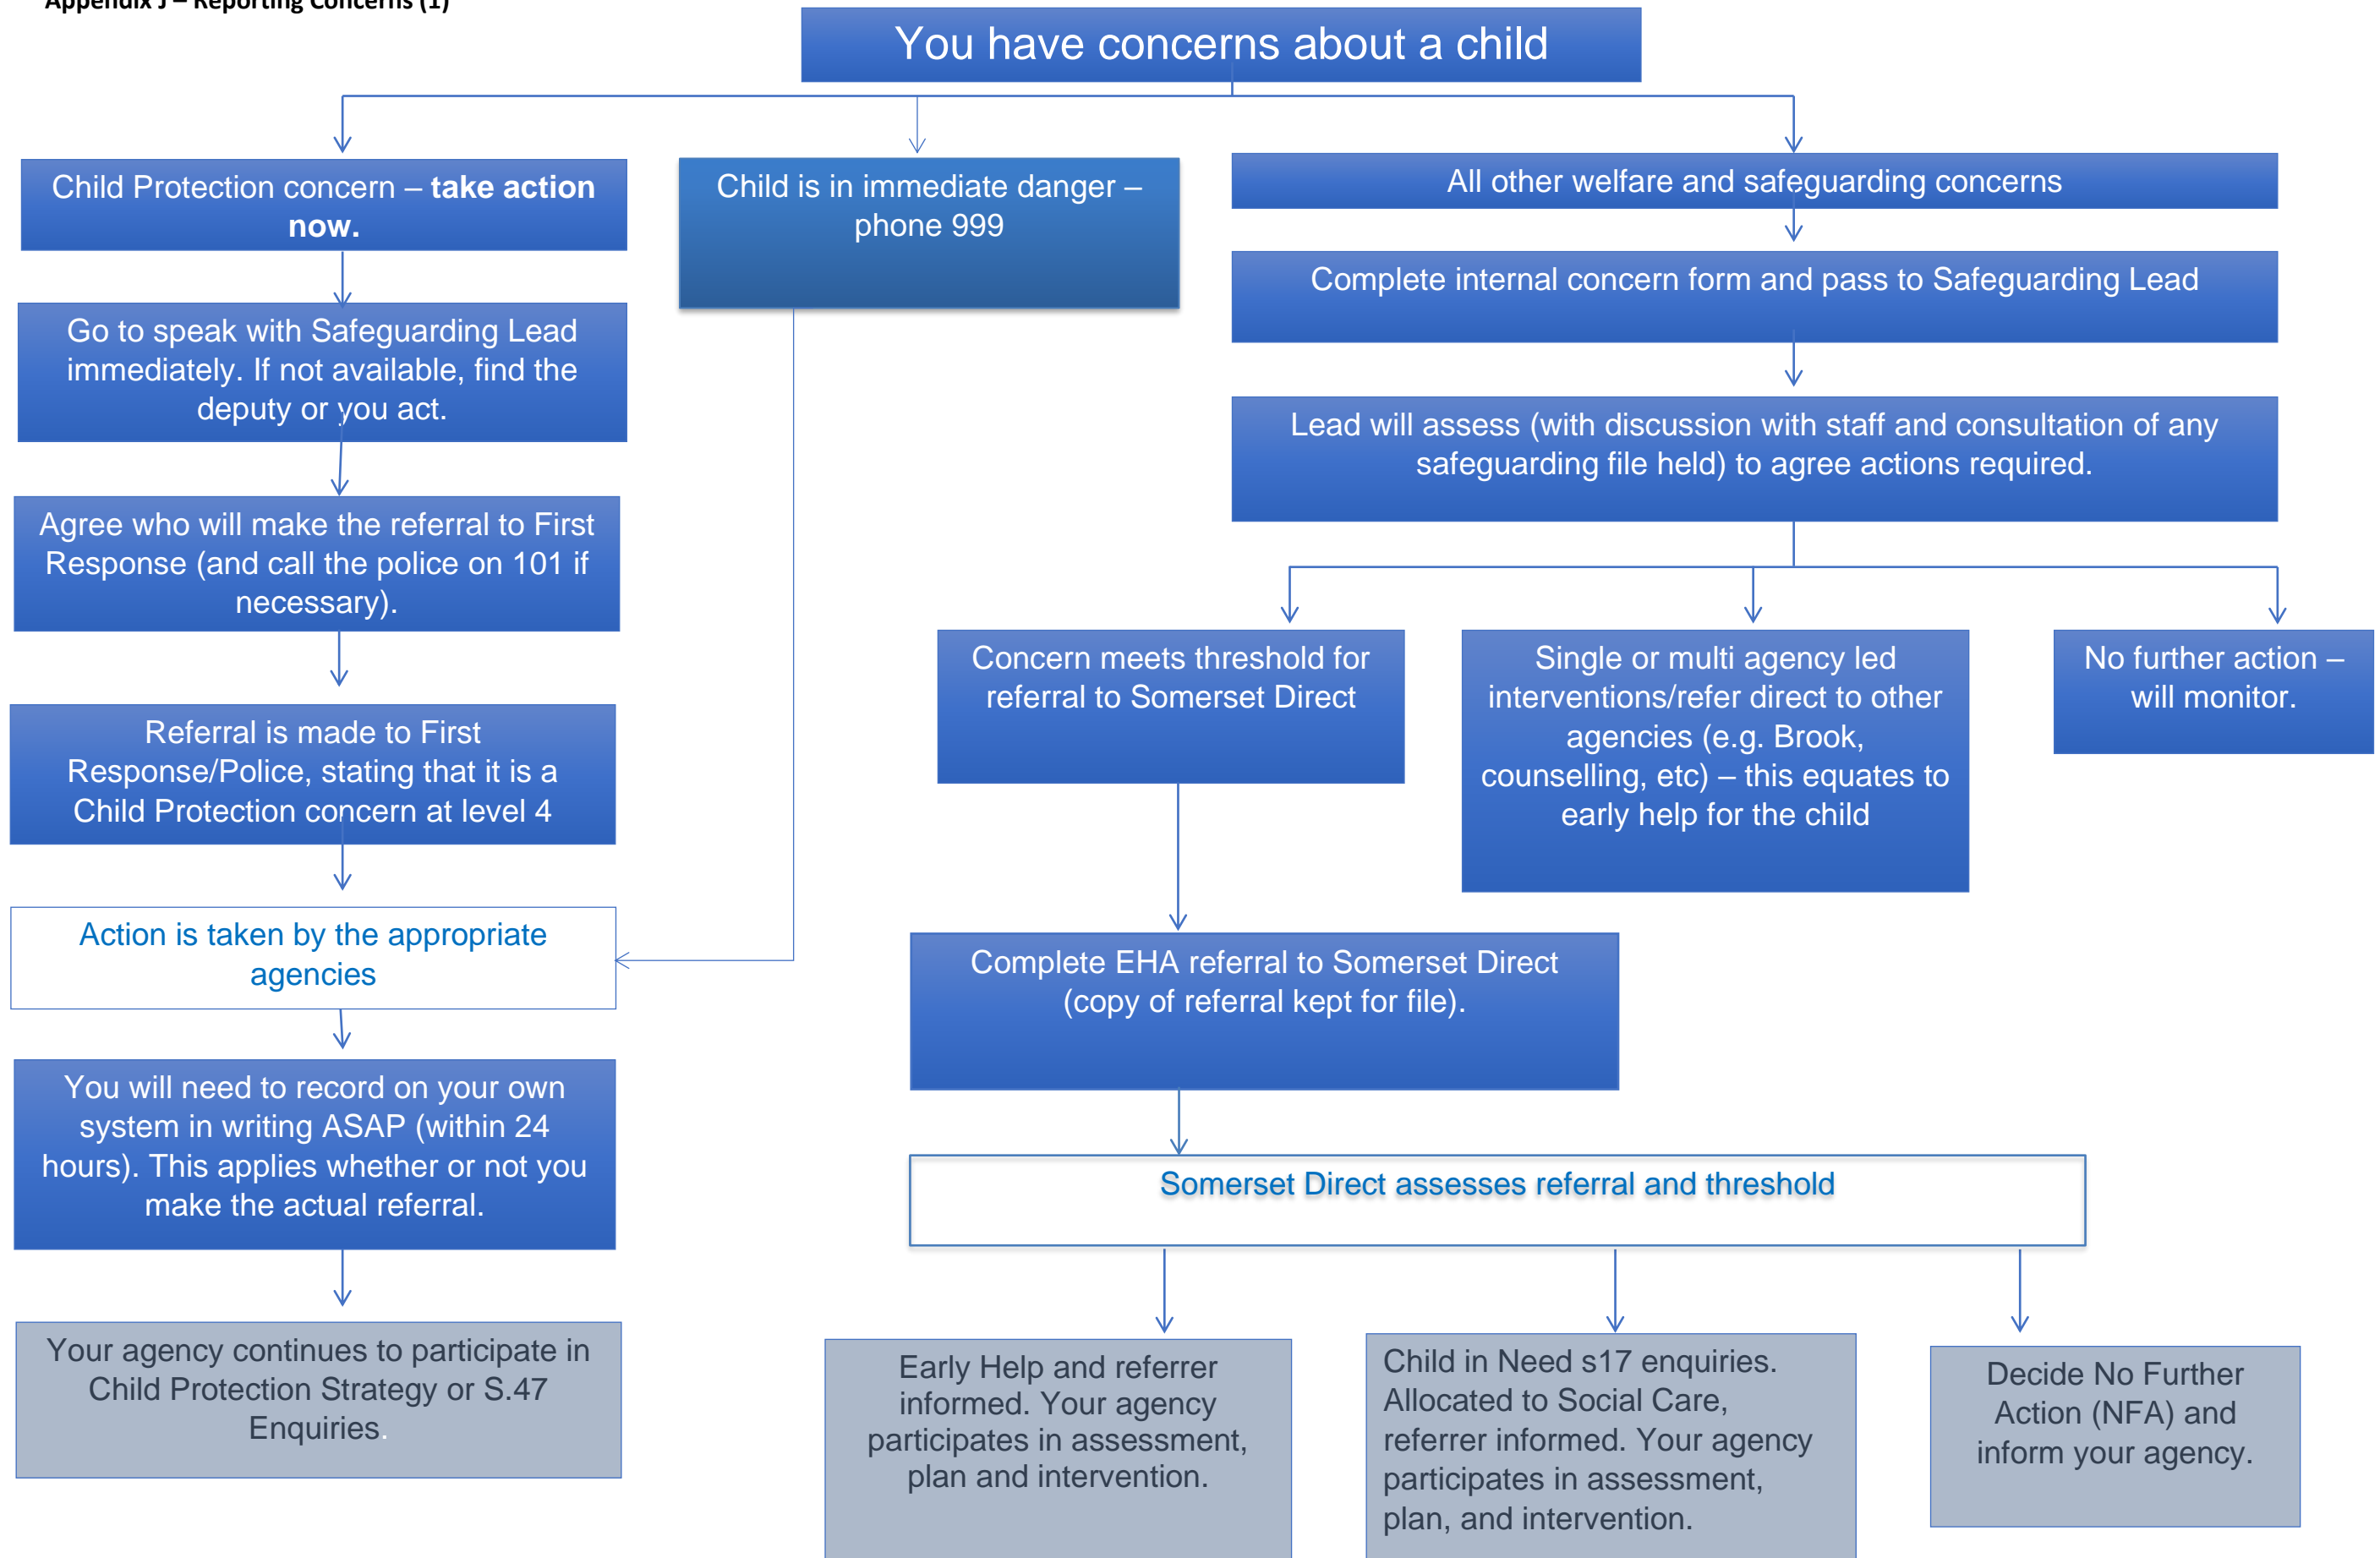 Appendix J – Reporting Concerns (1)
You have concerns about a child
Child Protection concern – take action
now.
Go to speak with Safeguarding Lead
immediately. If not available, find the
deputy or you act.
Agree who will make the referral to First
Response (and call the police on 101 if
necessary).
Referral is made to First
Response/Police, stating that it is a
Child Protection concern at level 4
Action is taken by the appropriate
agencies
You will need to record on your own
system in writing ASAP (within 24
hours). This applies whether or not you
make the actual referral.
Your agency continues to participate in
Child Protection Strategy or S.47
Enquiries.
Child is in immediate danger –
phone 999
All other welfare and safeguarding concerns
Complete internal concern form and pass to Safeguarding Lead
Lead will assess (with discussion with staff and consultation of any
safeguarding file held) to agree actions required.
Concern meets threshold for
referral to Somerset Direct
Single or multi agency led
interventions/refer direct to other
agencies (e.g. Brook,
counselling, etc) – this equates to
early help for the child
No further action –
will monitor.
Complete EHA referral to Somerset Direct
(copy of referral kept for file).
Somerset Direct assesses referral and threshold
Early Help and referrer
informed. Your agency
participates in assessment,
plan and intervention.
Child in Need s17 enquiries.
Allocated to Social Care,
referrer informed. Your agency
participates in assessment,
plan, and intervention.
Decide No Further
Action (NFA) and
inform your agency.